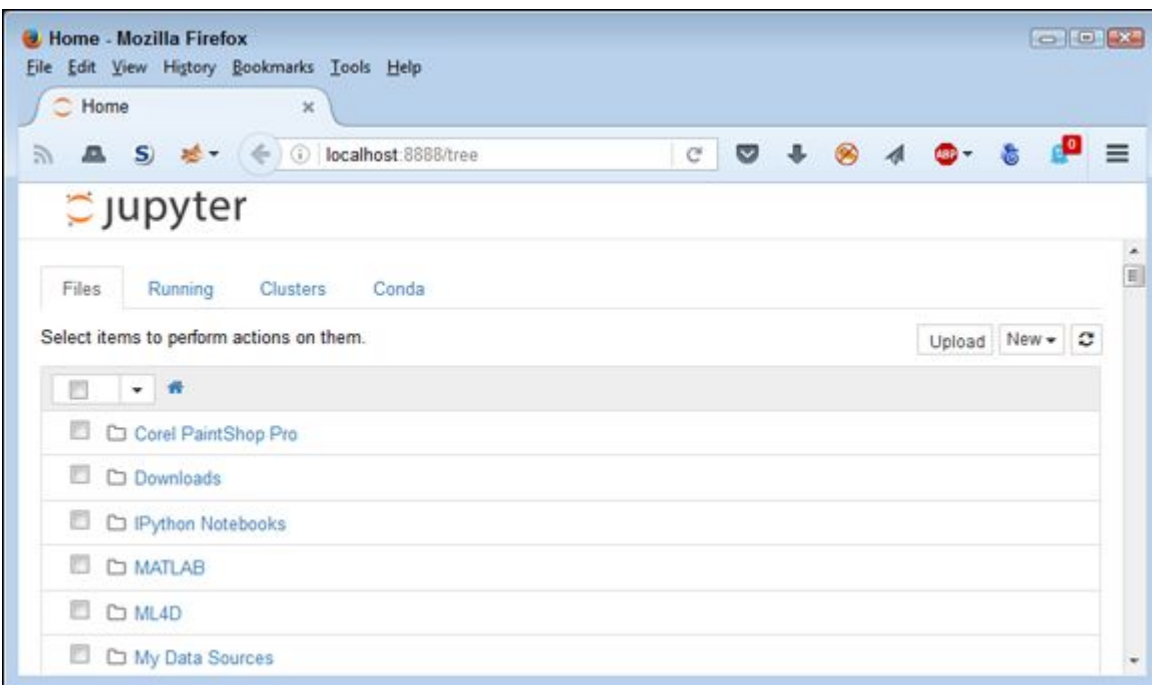 Home - Mozilla Firefox
File Edit View History Bookmarks Tools Help
Home
S) localhost:8888/tree ABP 0
jupyter
Files Running Clusters Conda
Select items to perform actions on them.
Upload New
Corel PaintShop Pro
Downloads
IPython Notebooks
MATLAB
ML4D
My Data Sources